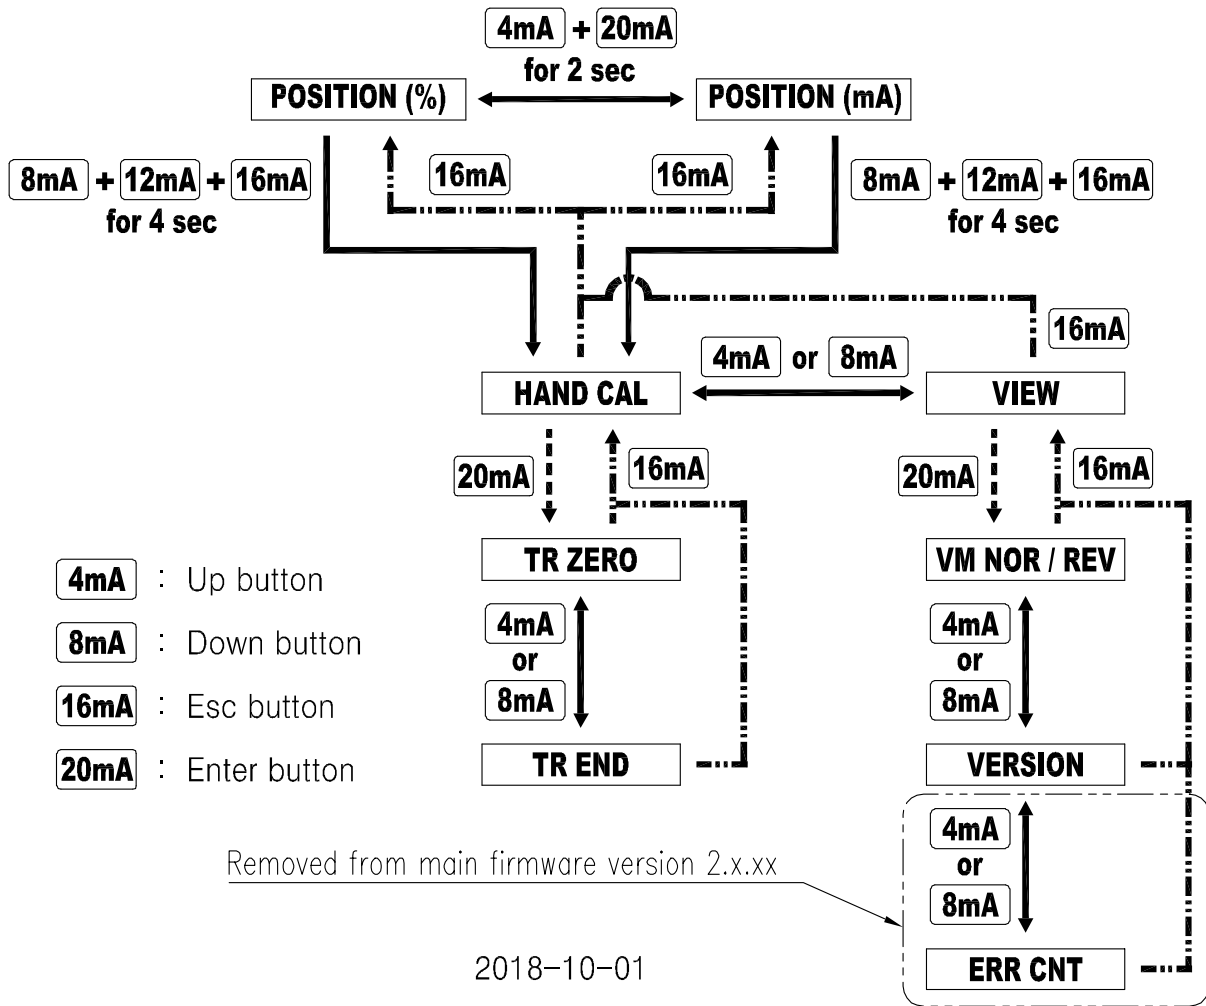 4mA + 20mA
for 2 sec
POSITION (%)
POSITION (mA)
8mA + 12mA + 16mA
for 4 sec
16mA
16mA
8mA + 12mA + 16mA
for 4 sec
16mA
4mA or 8mA
HAND CAL
VIEW
20mA
16mA
20mA
16mA
TR ZERO
VM NOR / REV
4mA
or
8mA
4mA
or
8mA
TR END
VERSION
4mA : Up button
8mA : Down button
16mA : Esc button
20mA : Enter button
4mA
or
8mA
Removed from main firmware version 2.x.xx
ERR CNT
2018-10-01